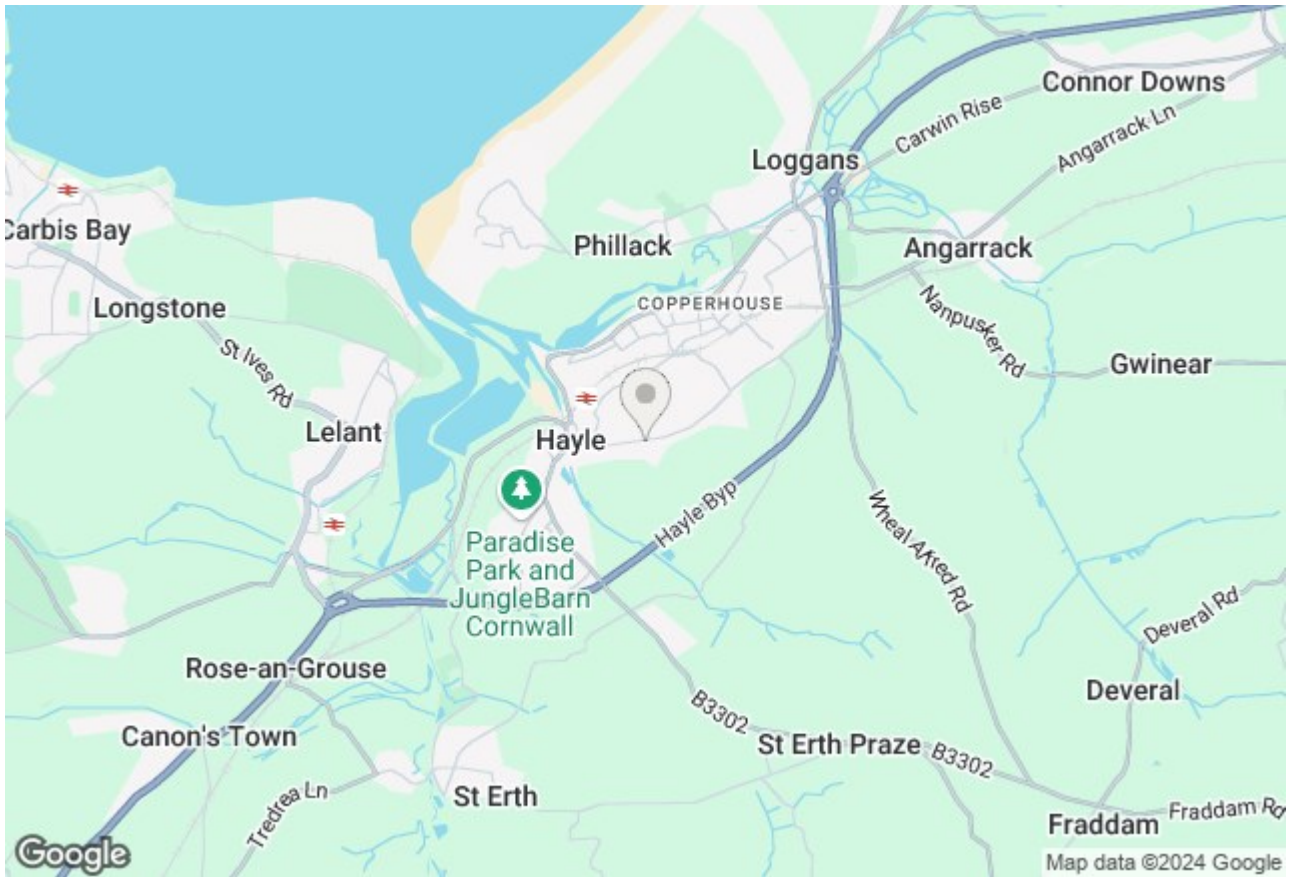 Connor Downs
Carwin Rise
Angarrack Ln
Loggans
Carbis Bay
Phillack
Angarrack
COPPERHOUSE
Longstone
Nanpusker Rd
St Ives Rd
Gwinear
Lelant
Hayle
Hayle Byp
Wheal Alfred Rd
Paradise
Park and
JungleBarn
Cornwall
Deveral Rd
Rose-an-Grouse
Deveral
B3302
Canon's Town
St Erth Praze
B3302
Tredrea Ln
St Erth
Fraddam
Fraddam Rd
Google
Map data ©2024 Google